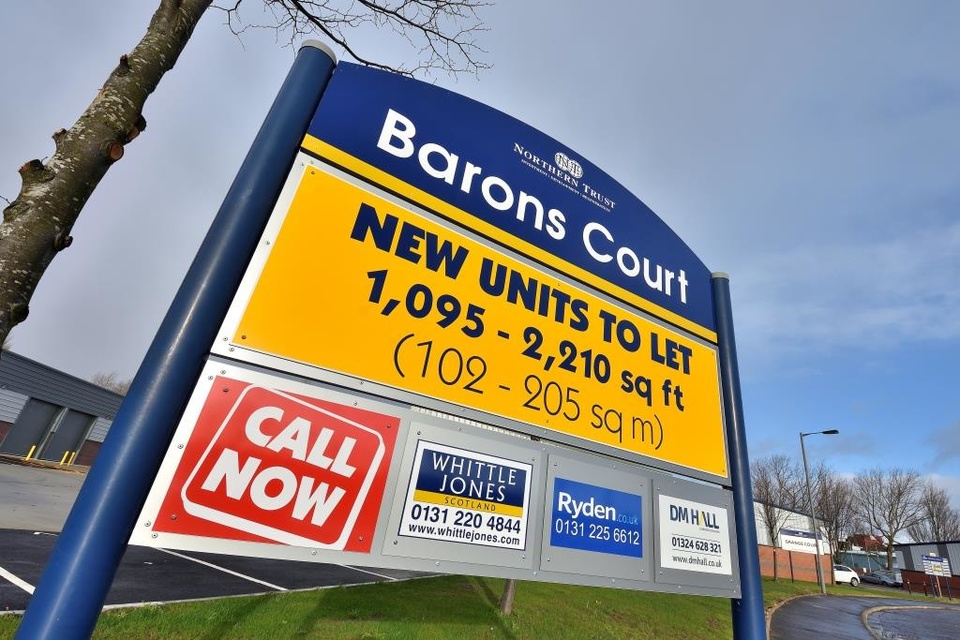 NORTHERN TRUST
Barons Court
NEW UNITS TO LET
1,095 - 2,210 sq ft
(102 - 205 sq m)
CALL
NOW
WHITTLE
JONES
SCOTLAND
0131 220 4844
www.whittlejones.com
Ryden.co.uk
0131 225 6612
DM HALL
01324 628 321
www.dmhall.co.uk